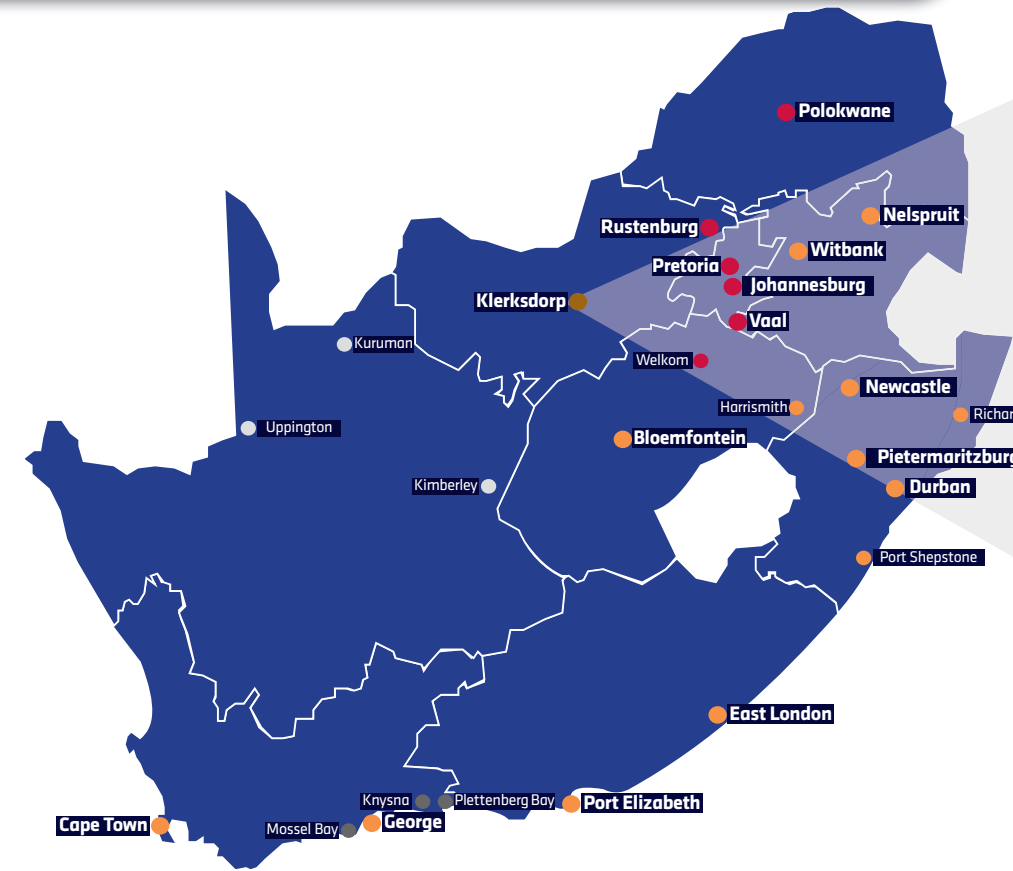 Polokwane
Nelspruit
Rustenburg
Witbank
Pretoria
Johannesburg
Klerksdorp
Vaal
Kuruman
Welkom
Newcastle
Harrismith
Richar
Uppington
Bloemfontein
Pietermaritzburg
Kimberley
Durban
Port Shepstone
East London
Knysna
Plettenberg Bay
Port Elizabeth
Cape Town
Mossel Bay
George